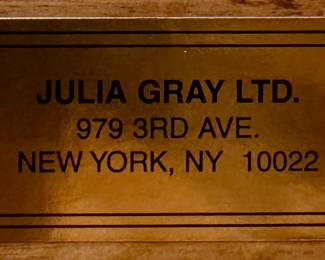 JULIA GRAY LTD.
979 3RD AVE.
NEW YORK, NY 10022